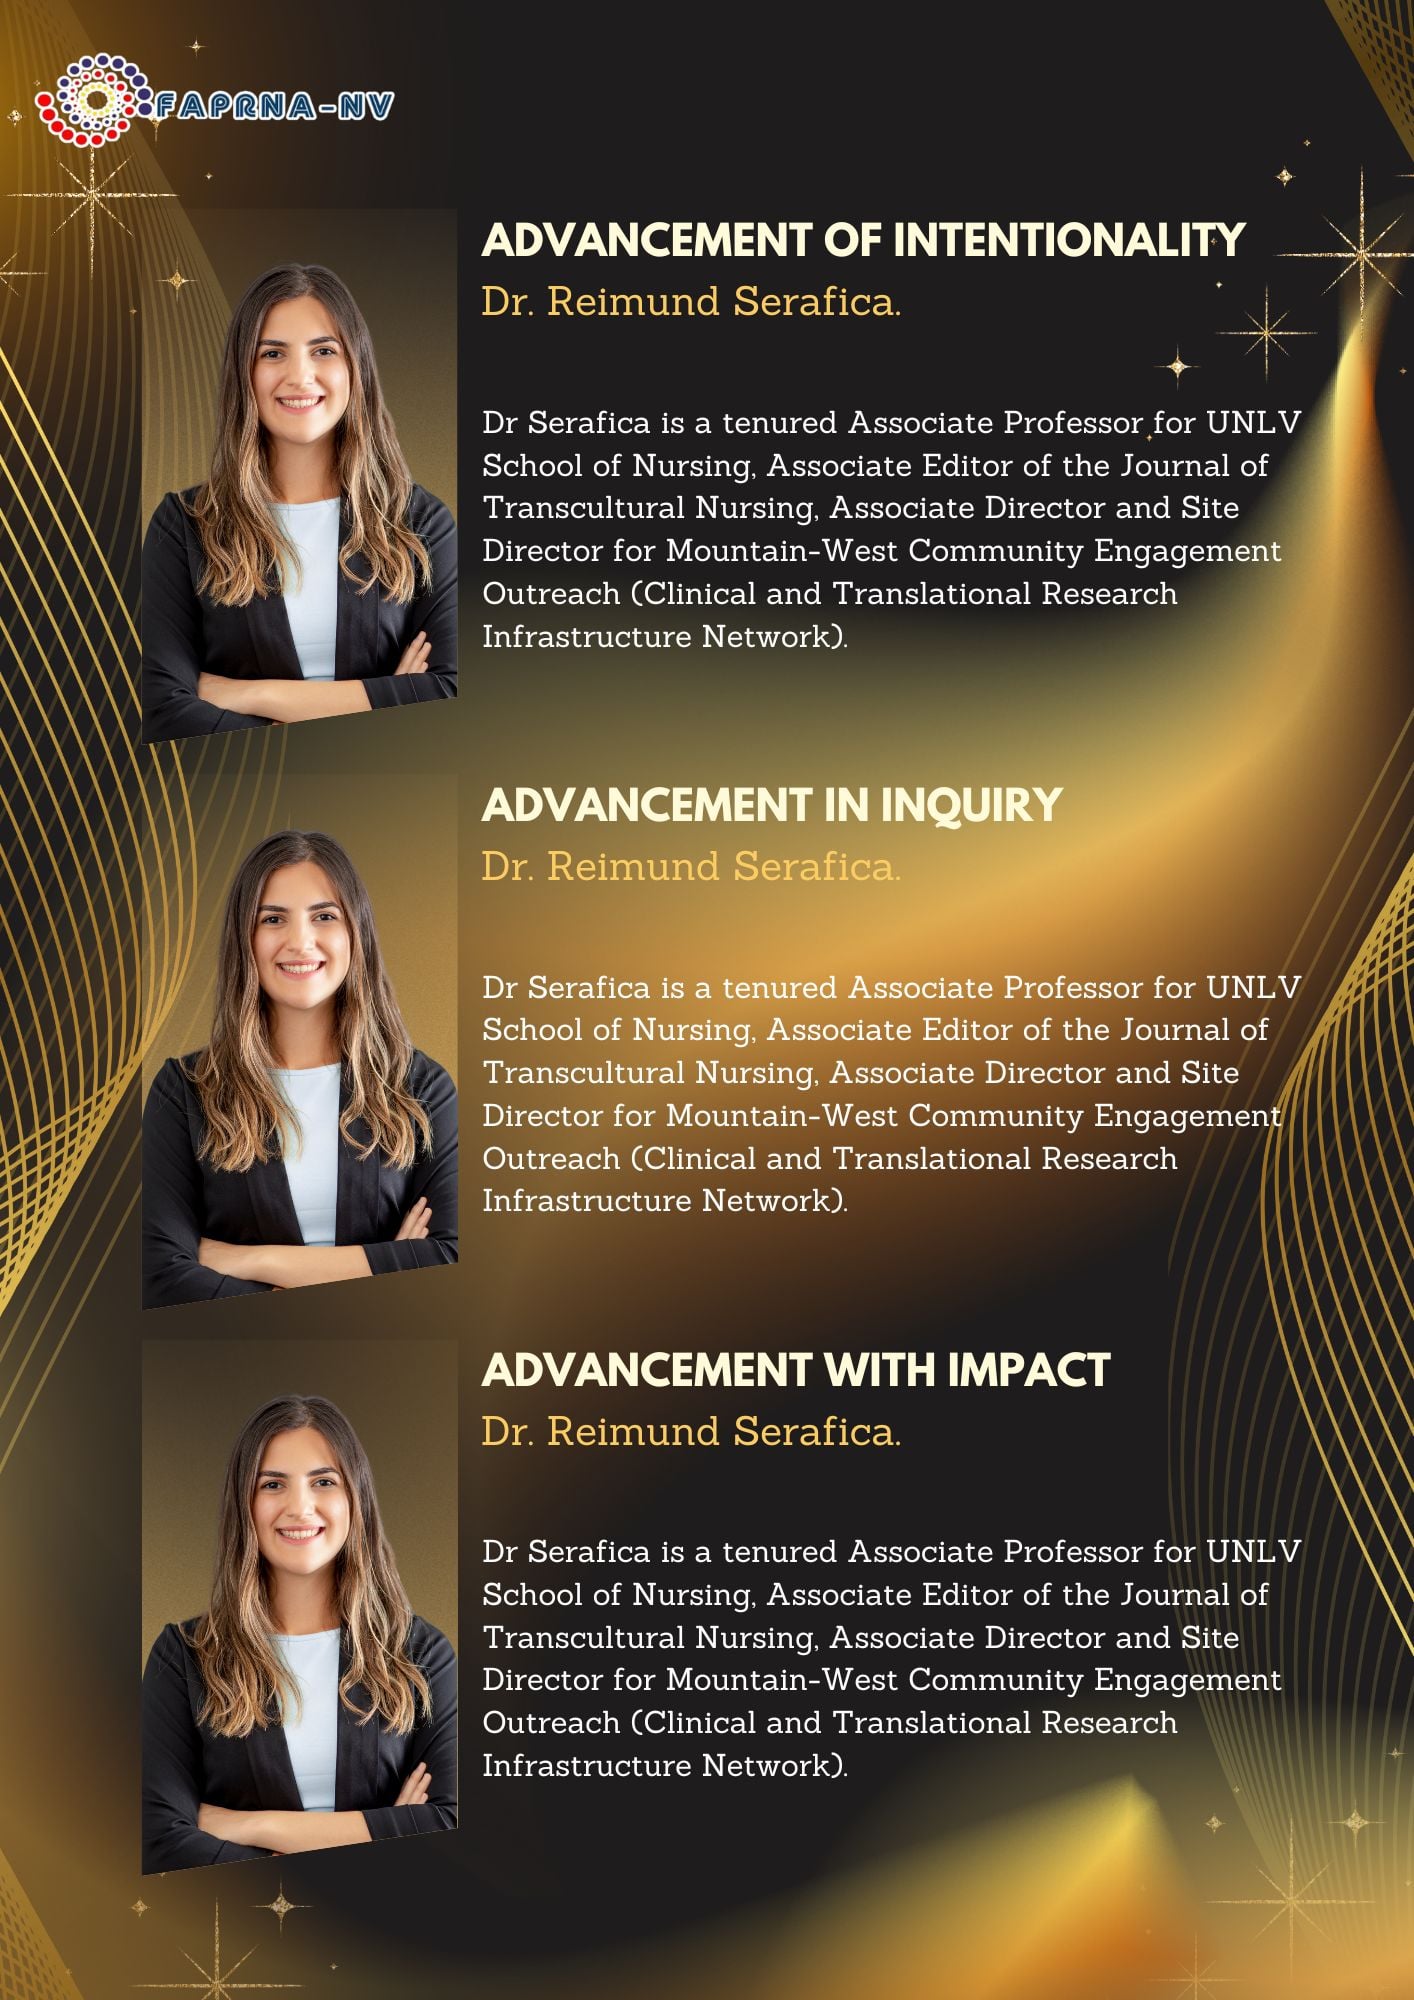 FAPRNA-NV
ADVANCEMENT OF INTENTIONALITY
Dr. Reimund Serafica.
Dr Serafica is a tenured Associate Professor for UNLV
School of Nursing, Associate Editor of the Journal of
Transcultural Nursing, Associate Director and Site
Director for Mountain-West Community Engagement
Outreach (Clinical and Translational Research
Infrastructure Network).
ADVANCEMENT IN INQUIRY
Dr. Reimund Serafica.
Dr Serafica is a tenured Associate Professor for UNLV
School of Nursing, Associate Editor of the Journal of
Transcultural Nursing, Associate Director and Site
Director for Mountain-West Community Engagement
Outreach (Clinical and Translational Research
Infrastructure Network).
ADVANCEMENT WITH IMPACT
Dr. Reimund Serafica.
Dr Serafica is a tenured Associate Professor for UNLV
School of Nursing, Associate Editor of the Journal of
Transcultural Nursing, Associate Director and Site
Director for Mountain-West Community Engagement
Outreach (Clinical and Translational Research
Infrastructure Network).